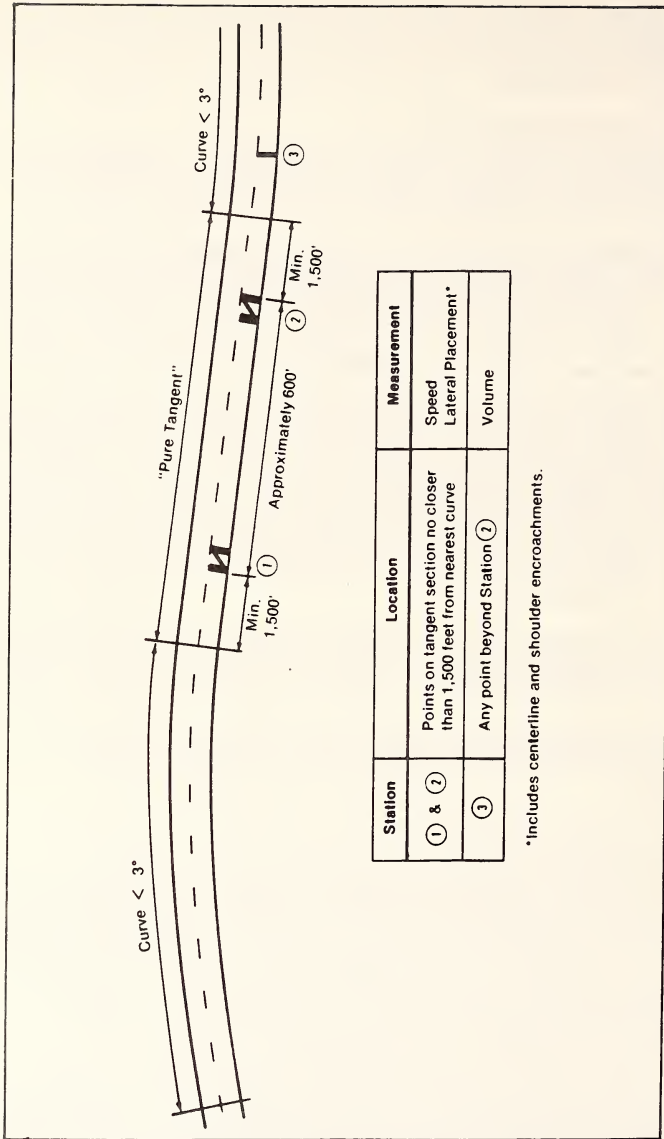 Curve < 3°
"Pure Tangent"
Curve < 3°
Min.
1,500'
①
Approximately 600'
②
Min.
1,500'
③
Station
Location
Measurement
① & ②
Points on tangent section no closer
than 1,500 feet from nearest curve
Speed
Lateral Placement*
③
Any point beyond Station ②
Volume
*Includes centerline and shoulder encroachments.